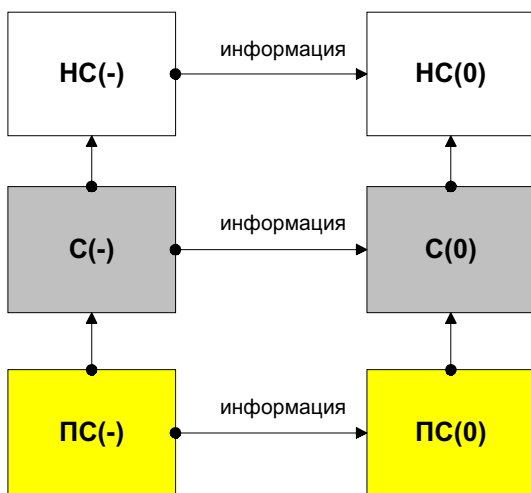 НС(-)
информация
НС(0)
С(-)
информация
С(0)
ПС(-)
информация
ПС(0)